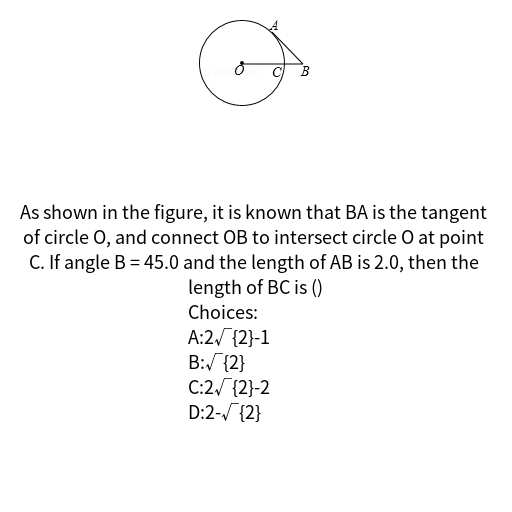 A
O
C
B
As shown in the figure, it is known that BA is the tangent
of circle O, and connect OB to intersect circle O at point
C. If angle B = 45.0 and the length of AB is 2.0, then the
length of BC is ()
Choices:
A:2√{2}-1
B:√{2}
C:2√{2}-2
D:2-√{2}